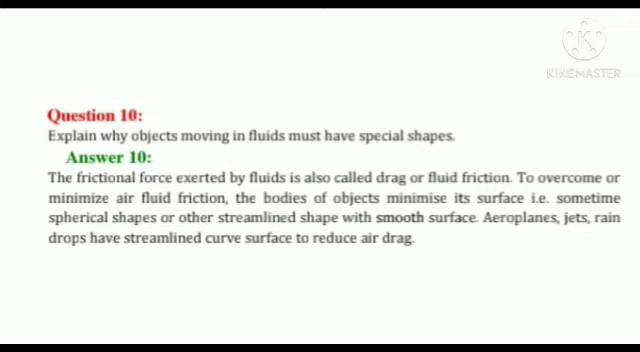 KINEMASTER
Question 10:
Explain why objects moving in fluids must have special shapes.
Answer 10:
The frictional force exerted by fluids is also called drag or fluid friction. To overcome or
minimize air fluid friction, the bodies of objects minimise its surface i.e. sometime
spherical shapes or other streamlined shape with smooth surface. Aeroplanes, jets, rain
drops have streamlined curve surface to reduce air drag.